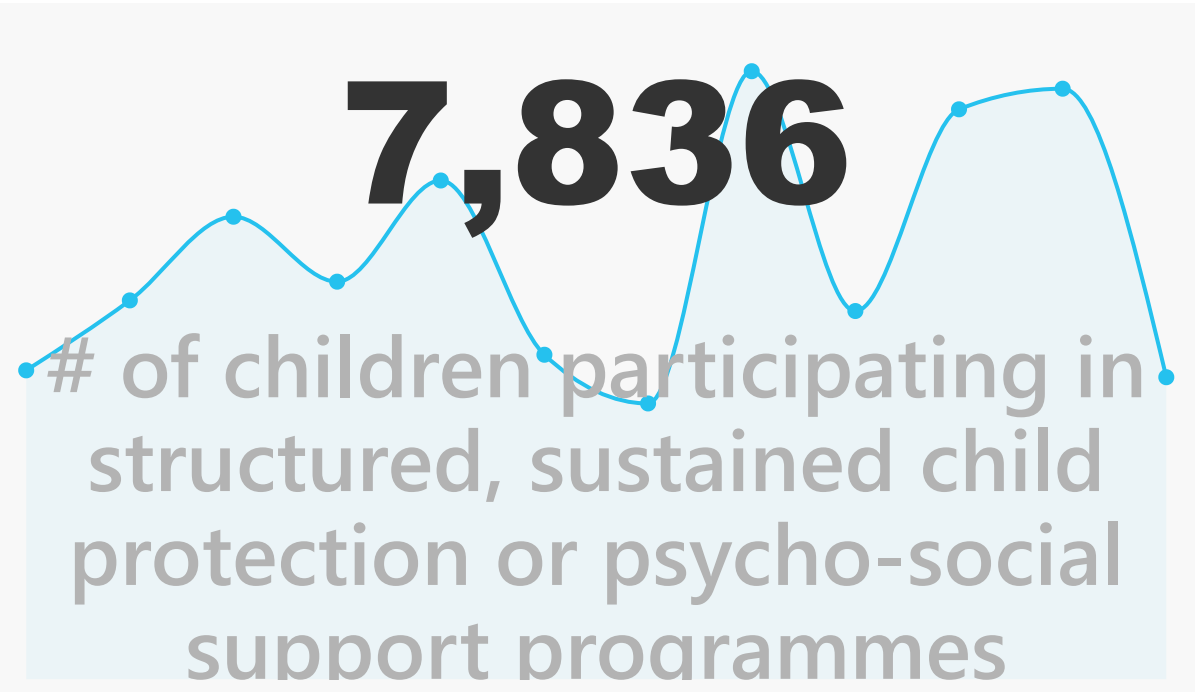 7,836
# of children participating in
structured, sustained child
protection or psycho-social
support programmes